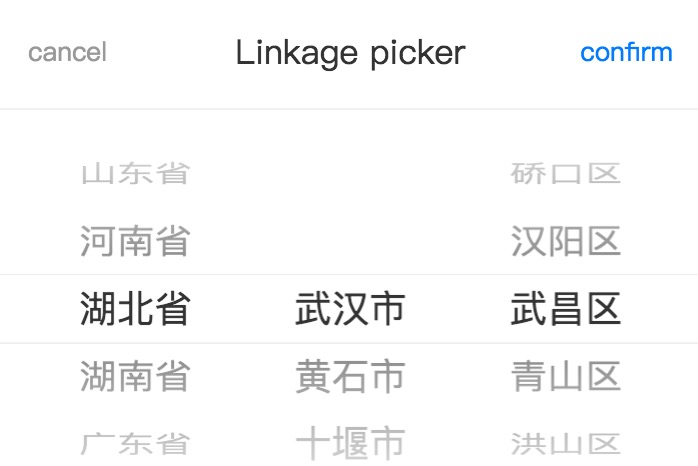 cancel Linkage picker confirm
山东省 硚口区
河南省 汉阳区
湖北省 武汉市 武昌区
湖南省 黄石市 青山区
广东省 十堰市 洪山区